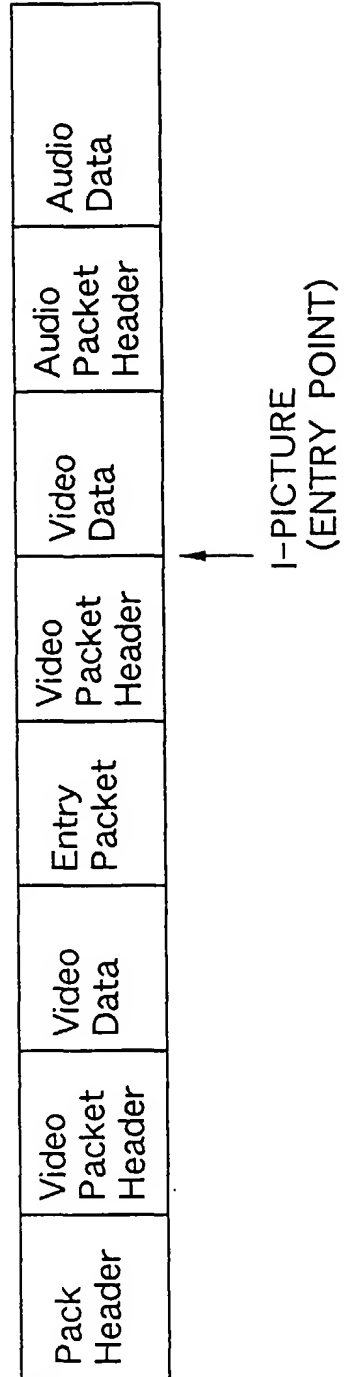 Pack
Header
Video
Packet
Header
Video
Data
Entry
Packet
Video
Packet
Header
Video
Data
Audio
Packet
Header
Audio
Data
I-PICTURE
(ENTRY POINT)